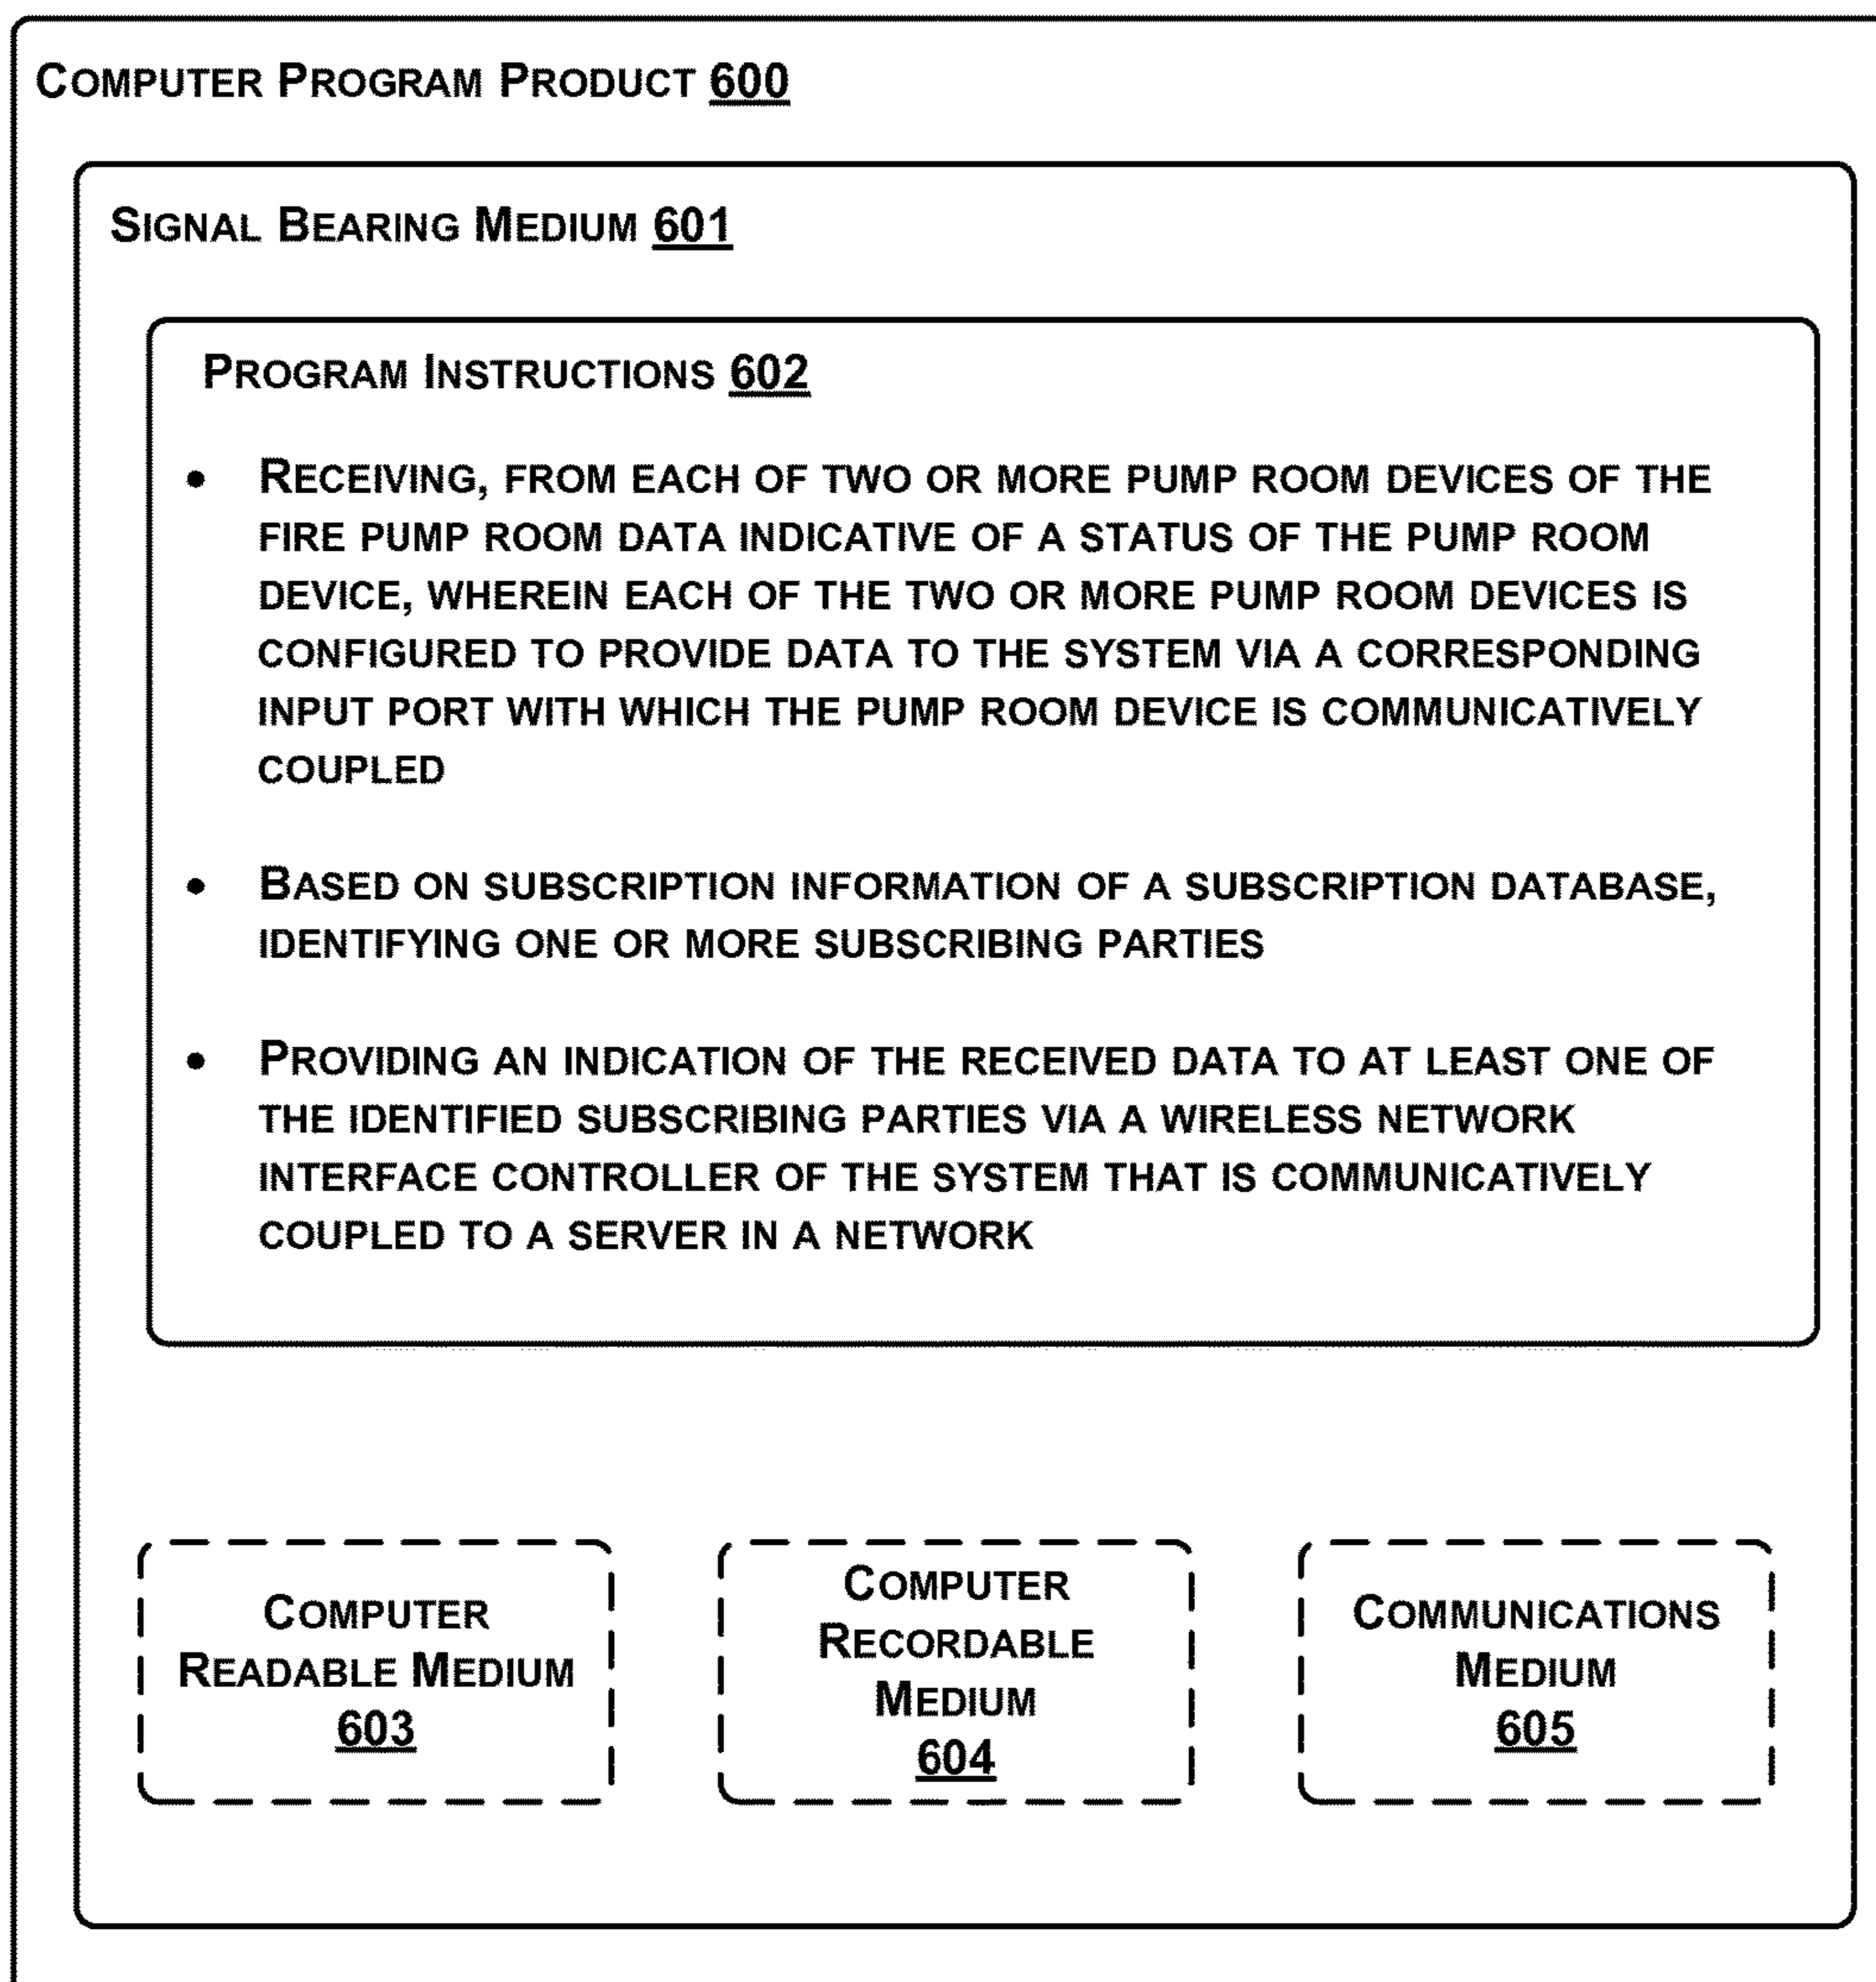 COMPUTER PROGRAM PRODUCT 600
SIGNAL BEARING MEDIUM 601
PROGRAM INSTRUCTIONS 602
• RECEIVING, FROM EACH OF TWO OR MORE PUMP ROOM DEVICES OF THE
FIRE PUMP ROOM DATA INDICATIVE OF A STATUS OF THE PUMP ROOM
DEVICE, WHEREIN EACH OF THE TWO OR MORE PUMP ROOM DEVICES IS
CONFIGURED TO PROVIDE DATA TO THE SYSTEM VIA A CORRESPONDING
INPUT PORT WITH WHICH THE PUMP ROOM DEVICE IS COMMUNICATIVELY
COUPLED
• BASED ON SUBSCRIPTION INFORMATION OF A SUBSCRIPTION DATABASE,
IDENTIFYING ONE OR MORE SUBSCRIBING PARTIES
• PROVIDING AN INDICATION OF THE RECEIVED DATA TO AT LEAST ONE OF
THE IDENTIFIED SUBSCRIBING PARTIES VIA A WIRELESS NETWORK
INTERFACE CONTROLLER OF THE SYSTEM THAT IS COMMUNICATIVELY
COUPLED TO A SERVER IN A NETWORK
COMPUTER
READABLE MEDIUM
603
COMPUTER
RECORDABLE
MEDIUM
604
COMMUNICATIONS
MEDIUM
605